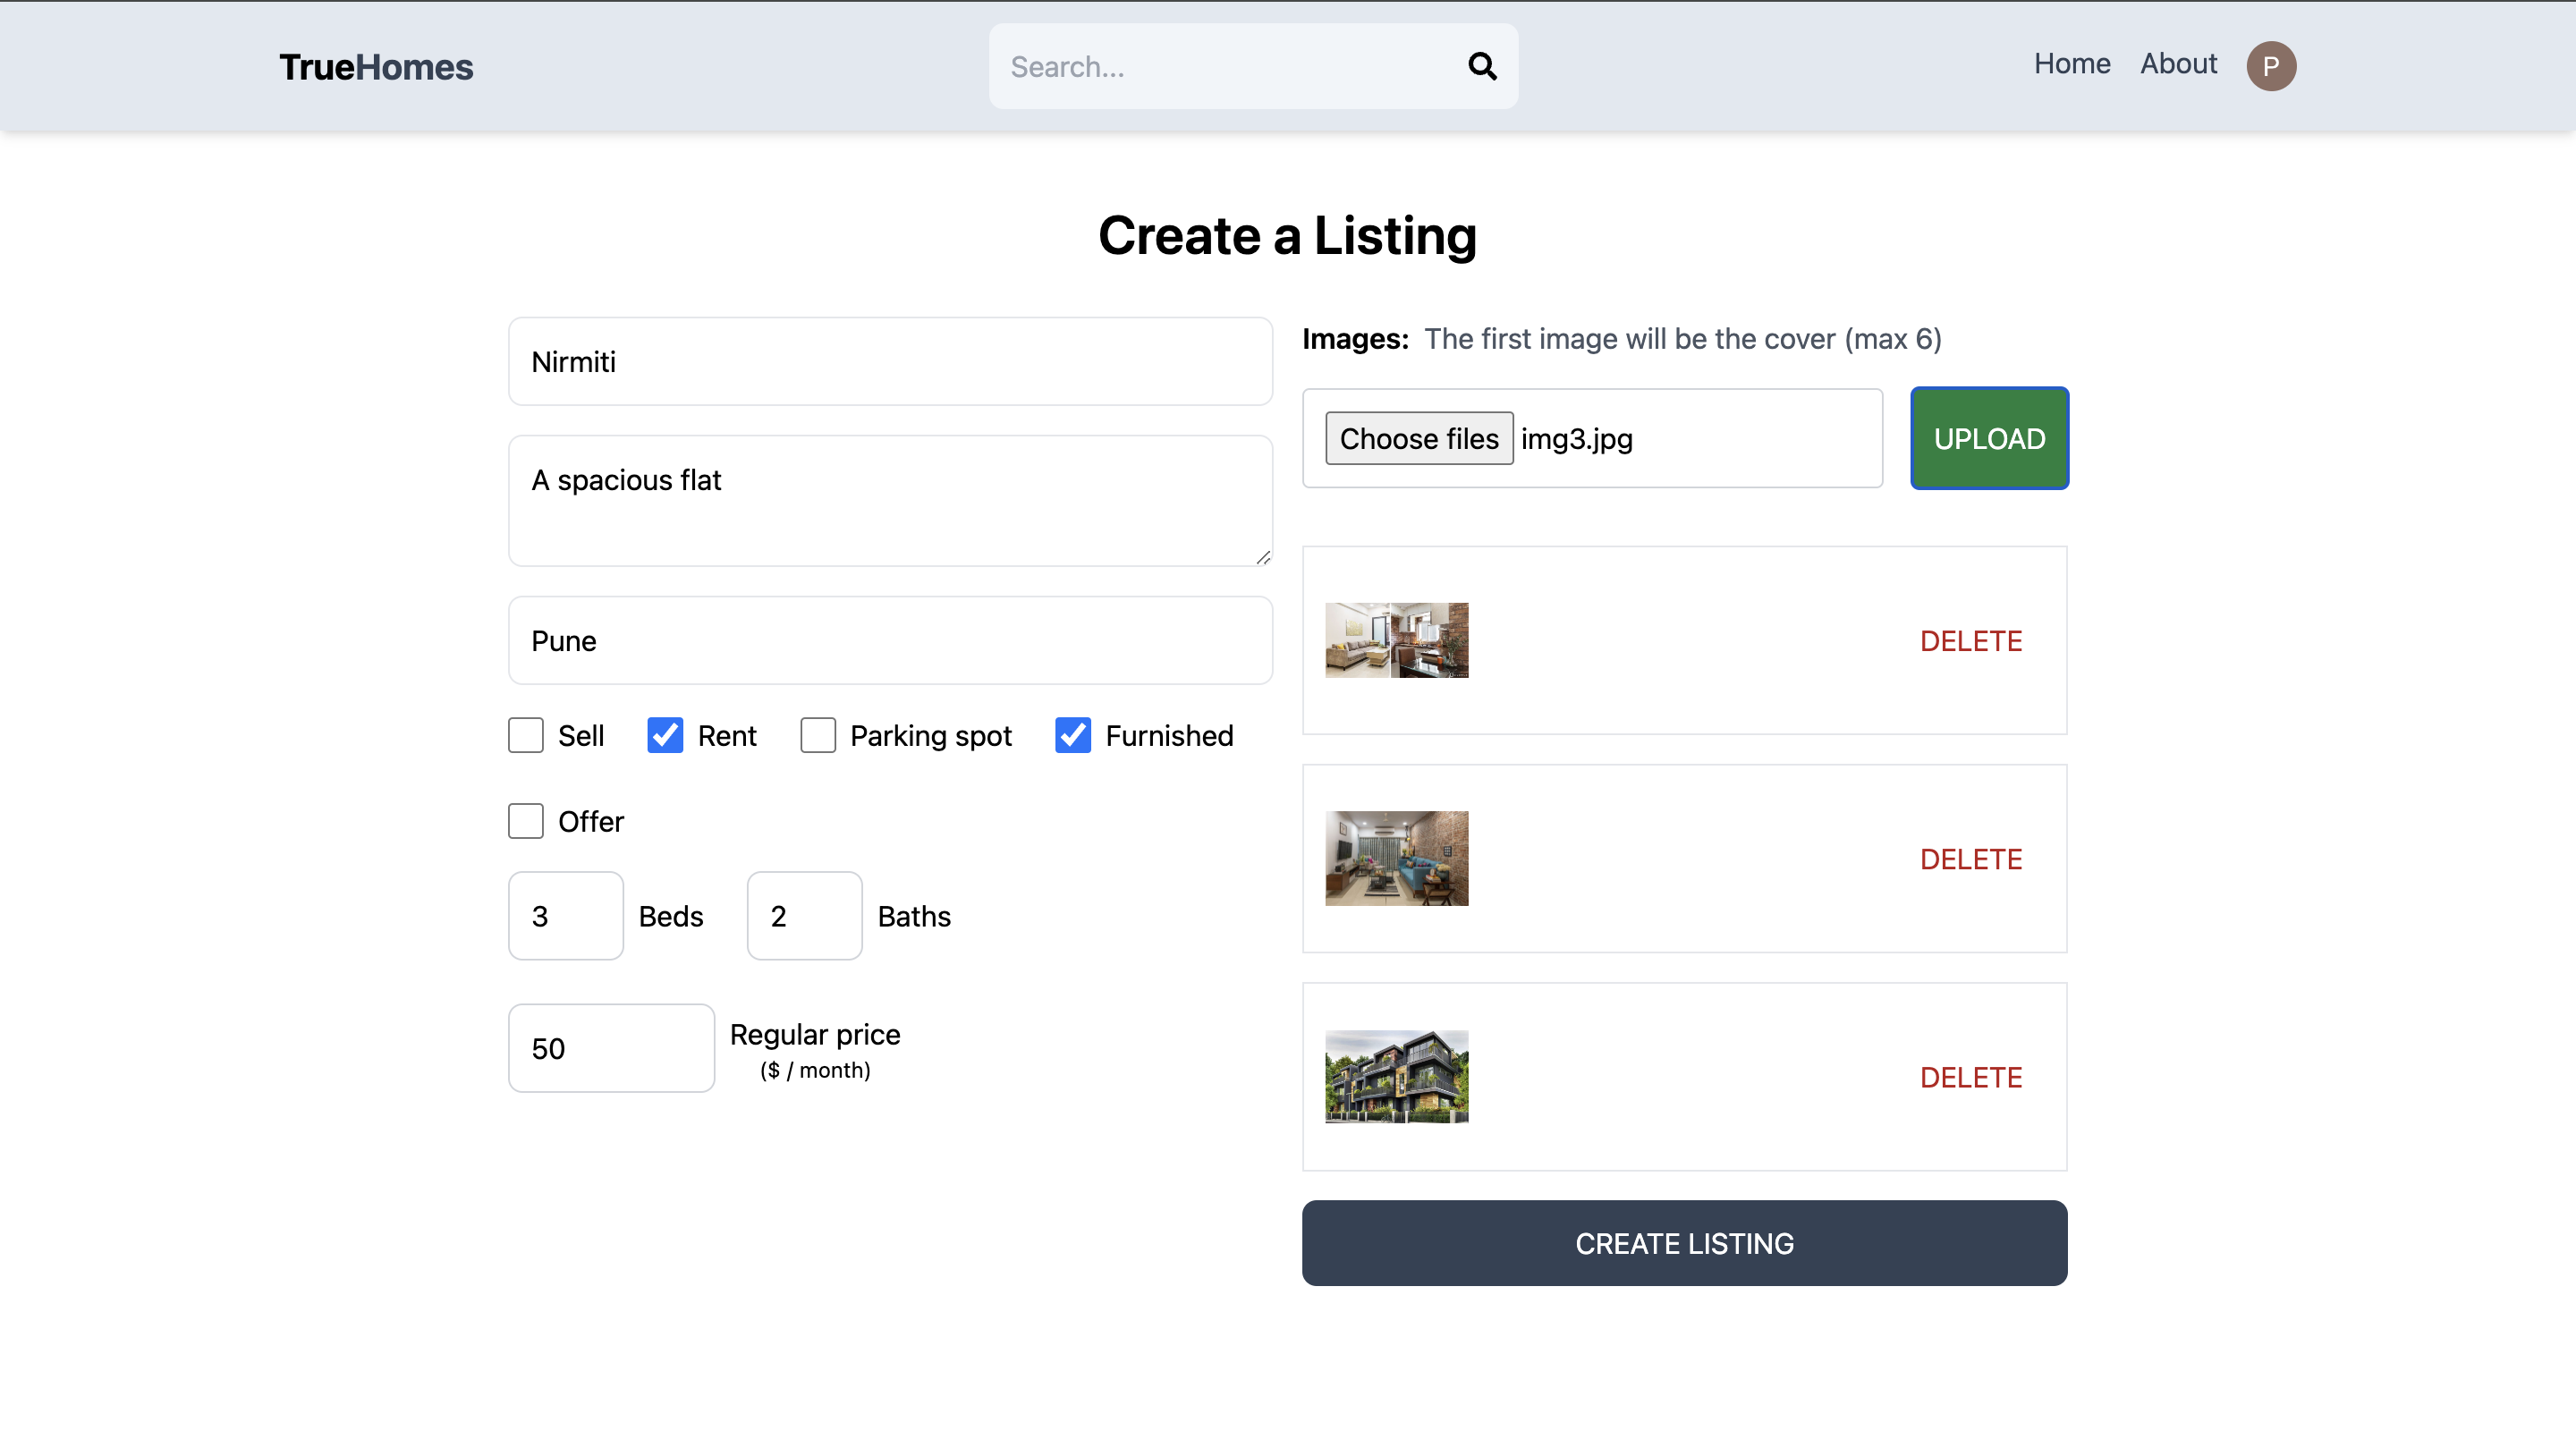 TrueHomes
Search...
Home About P
Create a Listing
Nirmiti
A spacious flat
Pune
Sell Rent Parking spot Furnished
Offer
3 Beds 2 Baths
50 Regular price
($ / month)
Images: The first image will be the cover (max 6)
Choose files img3.jpg UPLOAD
DELETE
DELETE
DELETE
CREATE LISTING